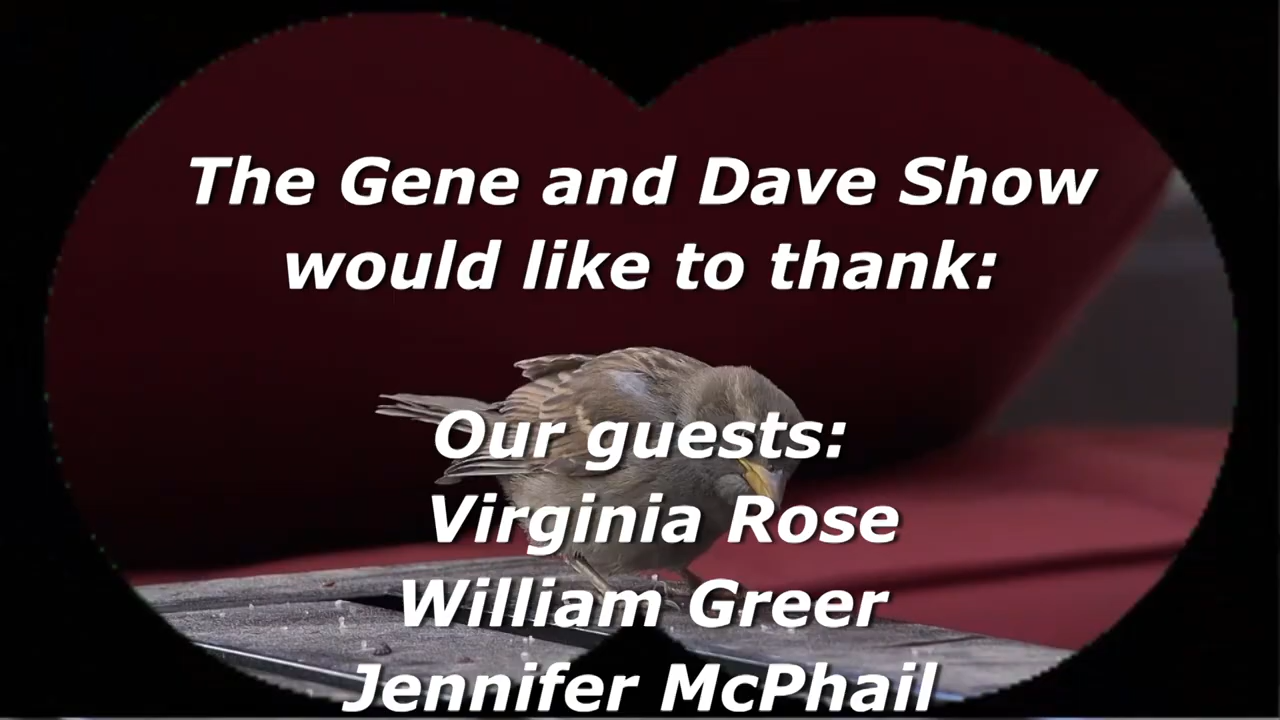 The Gene and Dave Show
would like to thank:
Our guests:
Virginia Rose
William Greer
Jennifer McPhail